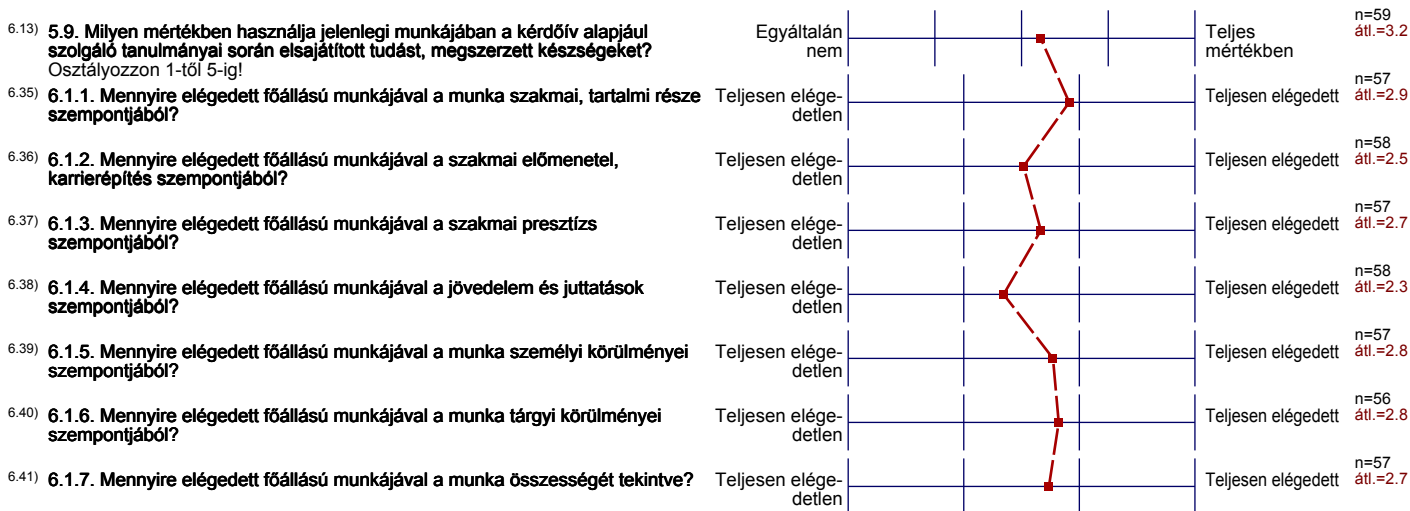 6.13) 5.9. Milyen mértékben használja jelenlegi munkájában a kérdőív alapjául
szolgáló tanulmányai során elsajátított tudást, megszerzett készségeket?
Osztályozzon 1-től 5-ig!
Egyáltalán
nem
Teljes
mértékben
n=59
átl.=3.2
6.35) 6.1.1. Mennyire elégedett főállású munkájával a munka szakmai, tartalmi része
szempontjából?
Teljesen elége-
detlen
Teljesen elégedett
n=57
átl.=2.9
6.36) 6.1.2. Mennyire elégedett főállású munkájával a szakmai előmenetel,
karrierépítés szempontjából?
Teljesen elége-
detlen
Teljesen elégedett
n=58
átl.=2.5
6.37) 6.1.3. Mennyire elégedett főállású munkájával a szakmai presztízs
szempontjából?
Teljesen elége-
detlen
Teljesen elégedett
n=57
átl.=2.7
6.38) 6.1.4. Mennyire elégedett főállású munkájával a jövedelem és juttatások
szempontjából?
Teljesen elége-
detlen
Teljesen elégedett
n=58
átl.=2.3
6.39) 6.1.5. Mennyire elégedett főállású munkájával a munka személyi körülményei
szempontjából?
Teljesen elége-
detlen
Teljesen elégedett
n=57
átl.=2.8
6.40) 6.1.6. Mennyire elégedett főállású munkájával a munka tárgyi körülményei
szempontjából?
Teljesen elége-
detlen
Teljesen elégedett
n=56
átl.=2.8
6.41) 6.1.7. Mennyire elégedett főállású munkájával a munka összességét tekintve?
Teljesen elége-
detlen
Teljesen elégedett
n=57
átl.=2.7